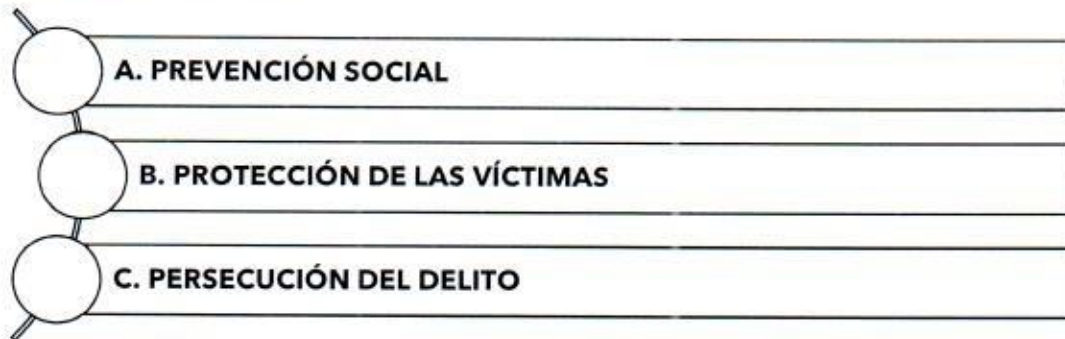 A. PREVENCIÓN SOCIAL
B. PROTECCIÓN DE LAS VÍCTIMAS
C. PERSECUCIÓN DEL DELITO